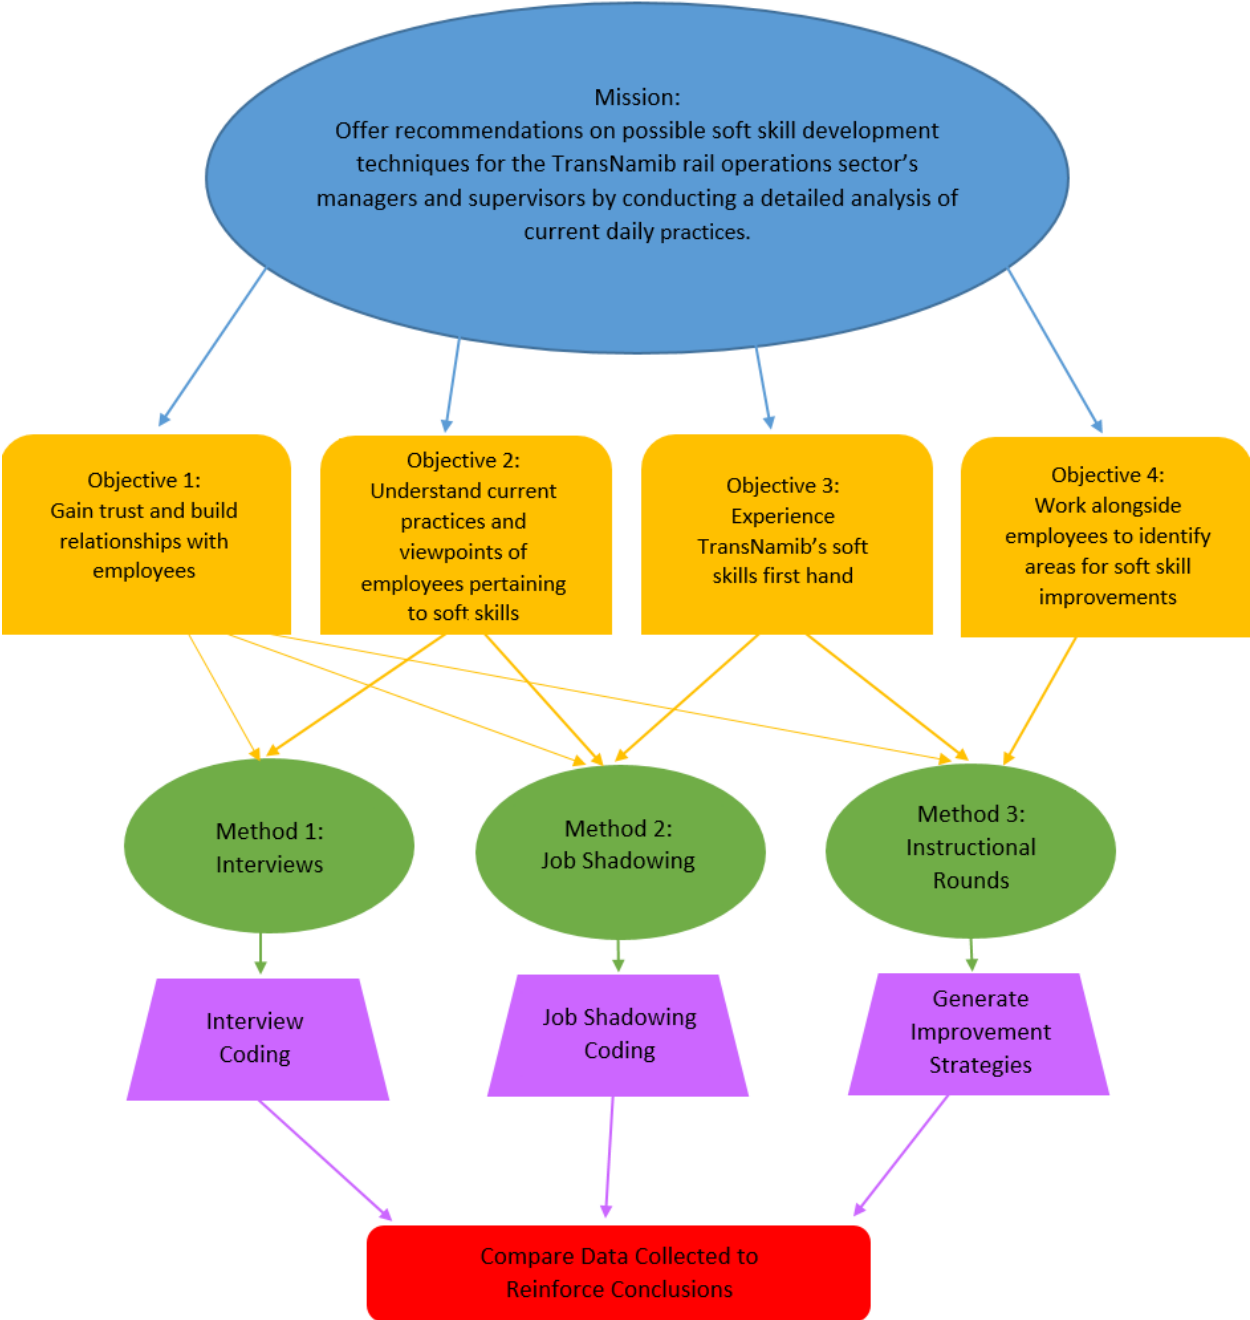 Mission:
Offer recommendations on possible soft skill development
techniques for the TransNamib rail operations sector's
managers and supervisors by conducting a detailed analysis of
current daily practices.
Objective 1:
Gain trust and build
relationships with
employees
Objective 2:
Understand current
practices and
viewpoints of
employees pertaining
to soft skills
Objective 3:
Experience
TransNamib's soft
skills first hand
Objective 4:
Work alongside
employees to identify
areas for soft skill
improvements
Method 1:
Interviews
Method 2:
Job Shadowing
Method 3:
Instructional
Rounds
Interview
Coding
Job Shadowing
Coding
Generate
Improvement
Strategies
Compare Data Collected to
Reinforce Conclusions